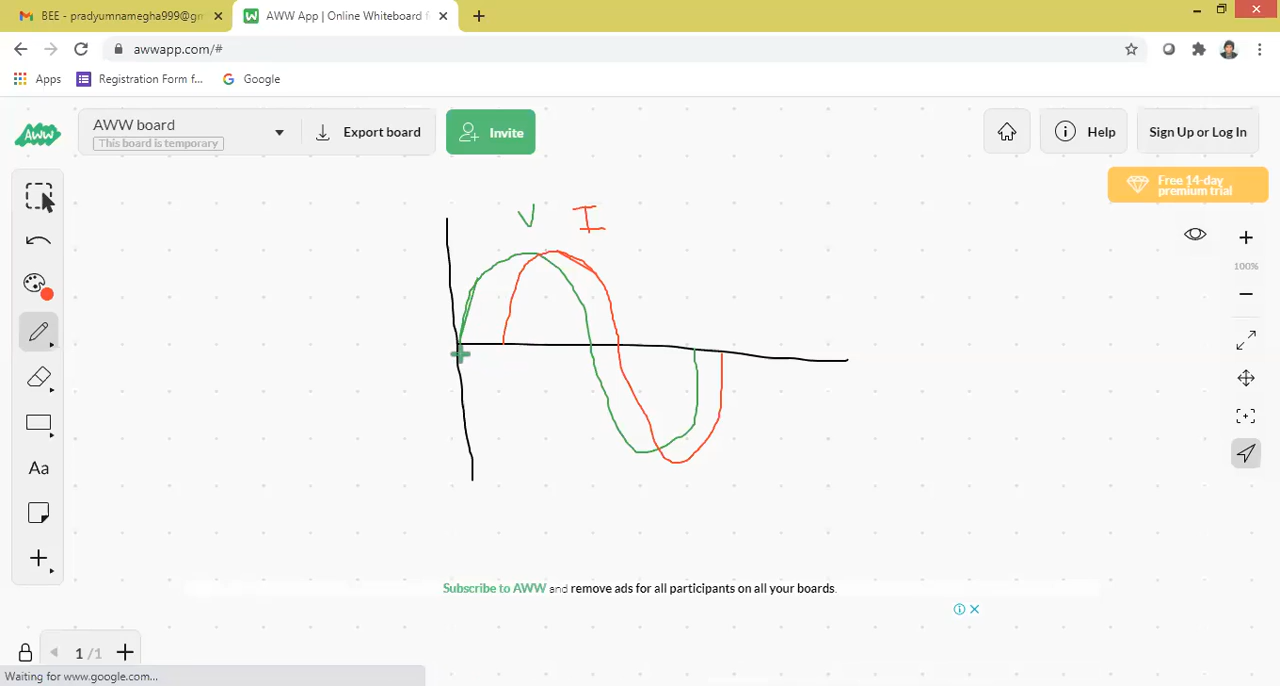 BEE - pradyumnamegha999@gm
AWW App | Online Whiteboard f
awwapp.com/#
Apps
Registration Form f...
Google
AWW
AWW board
This board is temporary
Export board
Invite
Help
Sign Up or Log In
Free 14-day
premium trial
100%
V
I
Aa
Subscribe to AWW and remove ads for all participants on all your boards.
1 /1
Waiting for www.google.com...